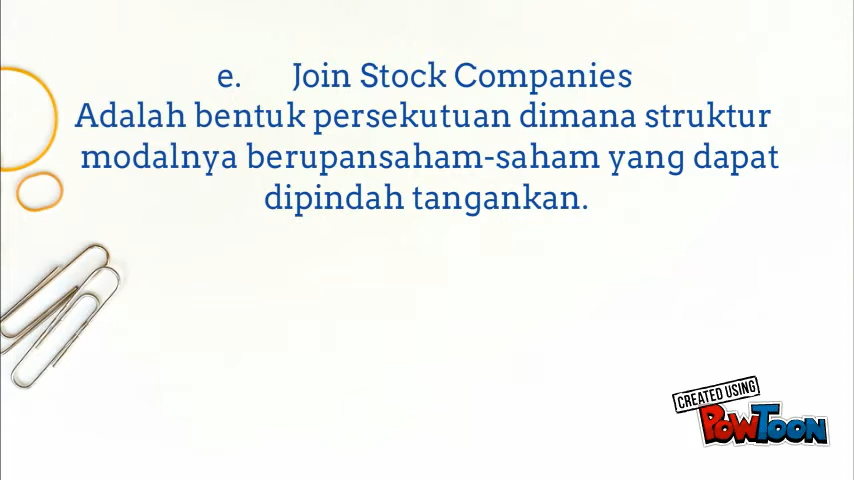 e. Join Stock Companies
Adalah bentuk persekutuan dimana struktur
modalnya berupansaham-saham yang dapat
dipindah tangankan.
CREATED USING
POWTOON